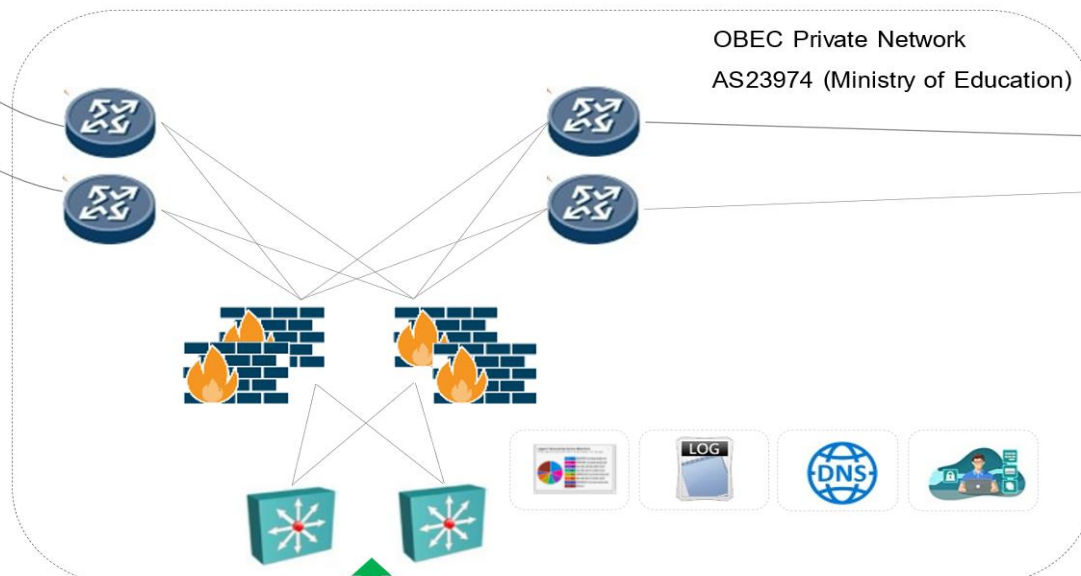 OBEC Private Network
AS23974 (Ministry of Education)
LOG
DNS